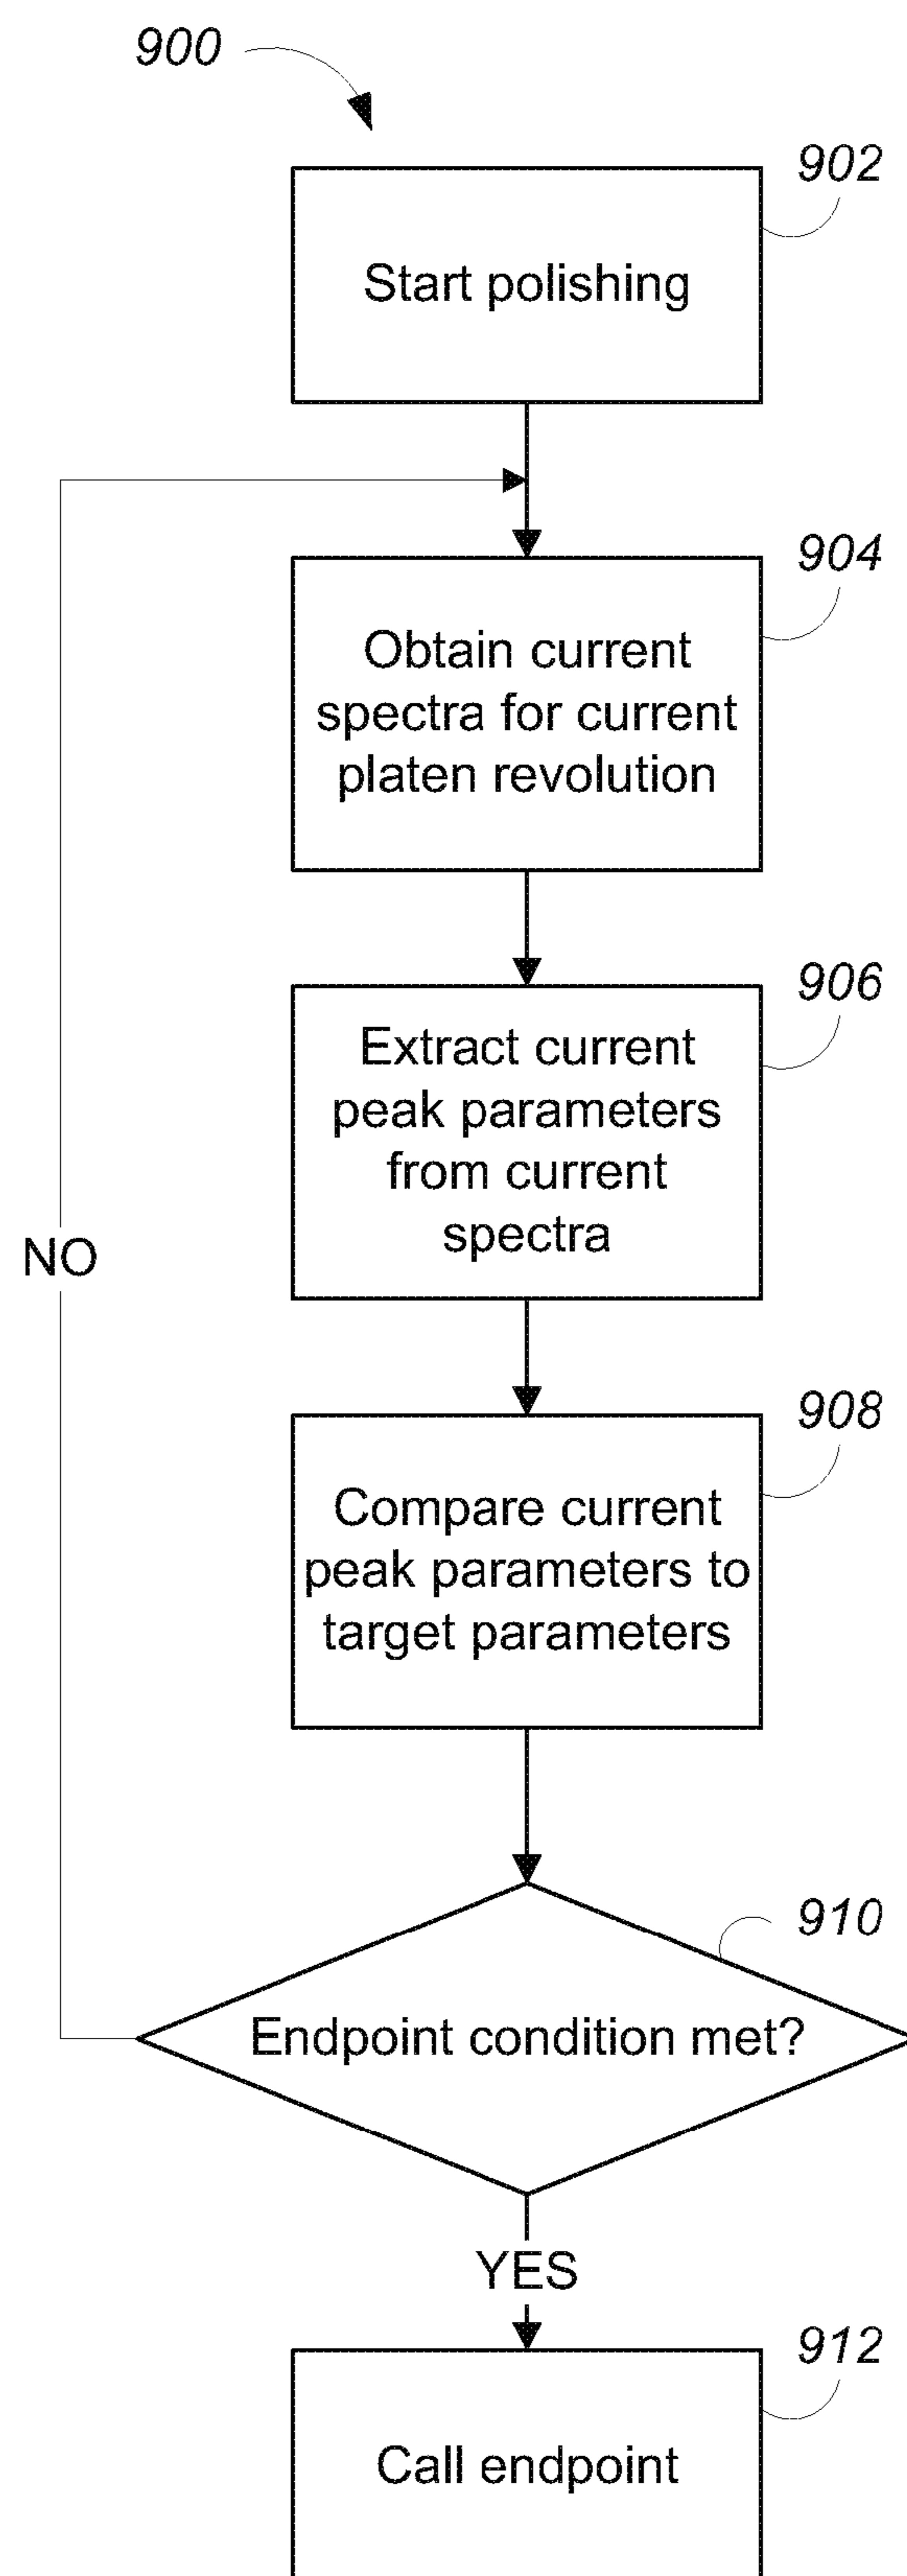 900
902
Start polishing
904
Obtain current
spectra for current
platen revolution
906
Extract current
peak parameters
from current
spectra
NO
908
Compare current
peak parameters to
target parameters
910
Endpoint condition met?
YES
912
Call endpoint